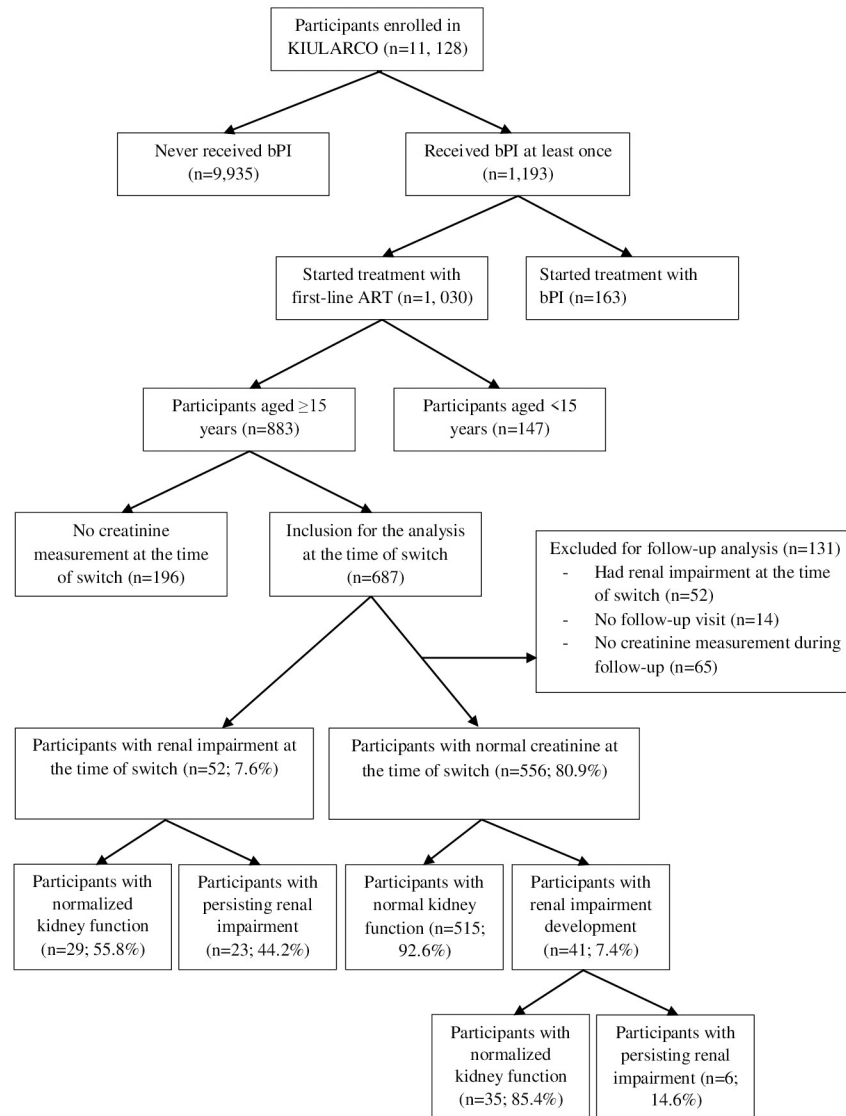 Participants enrolled in
KIULARCO (n=11, 128)
Never received bPI
(n=9,935)
Received bPI at least once
(n=1,193)
Started treatment with
first-line ART (n=1, 030)
Started treatment with
bPI (n=163)
Participants aged ≥15
years (n=883)
Participants aged <15
years (n=147)
No creatinine
measurement at the time
of switch (n=196)
Inclusion for the analysis
at the time of switch
(n=687)
Excluded for follow-up analysis (n=131)
- Had renal impairment at the time
of switch (n=52)
- No follow-up visit (n=14)
- No creatinine measurement during
follow-up (n=65)
Participants with renal impairment at
the time of switch (n=52; 7.6%)
Participants with normal creatinine at
the time of switch (n=556; 80.9%)
Participants with
normalized
kidney function
(n=29; 55.8%)
Participants with
persisting renal
impairment
(n=23; 44.2%)
Participants with
normal kidney
function (n=515;
92.6%)
Participants with
renal impairment
development
(n=41; 7.4%)
Participants with
normalized
kidney function
(n=35; 85.4%)
Participants with
persisting renal
impairment (n=6;
14.6%)